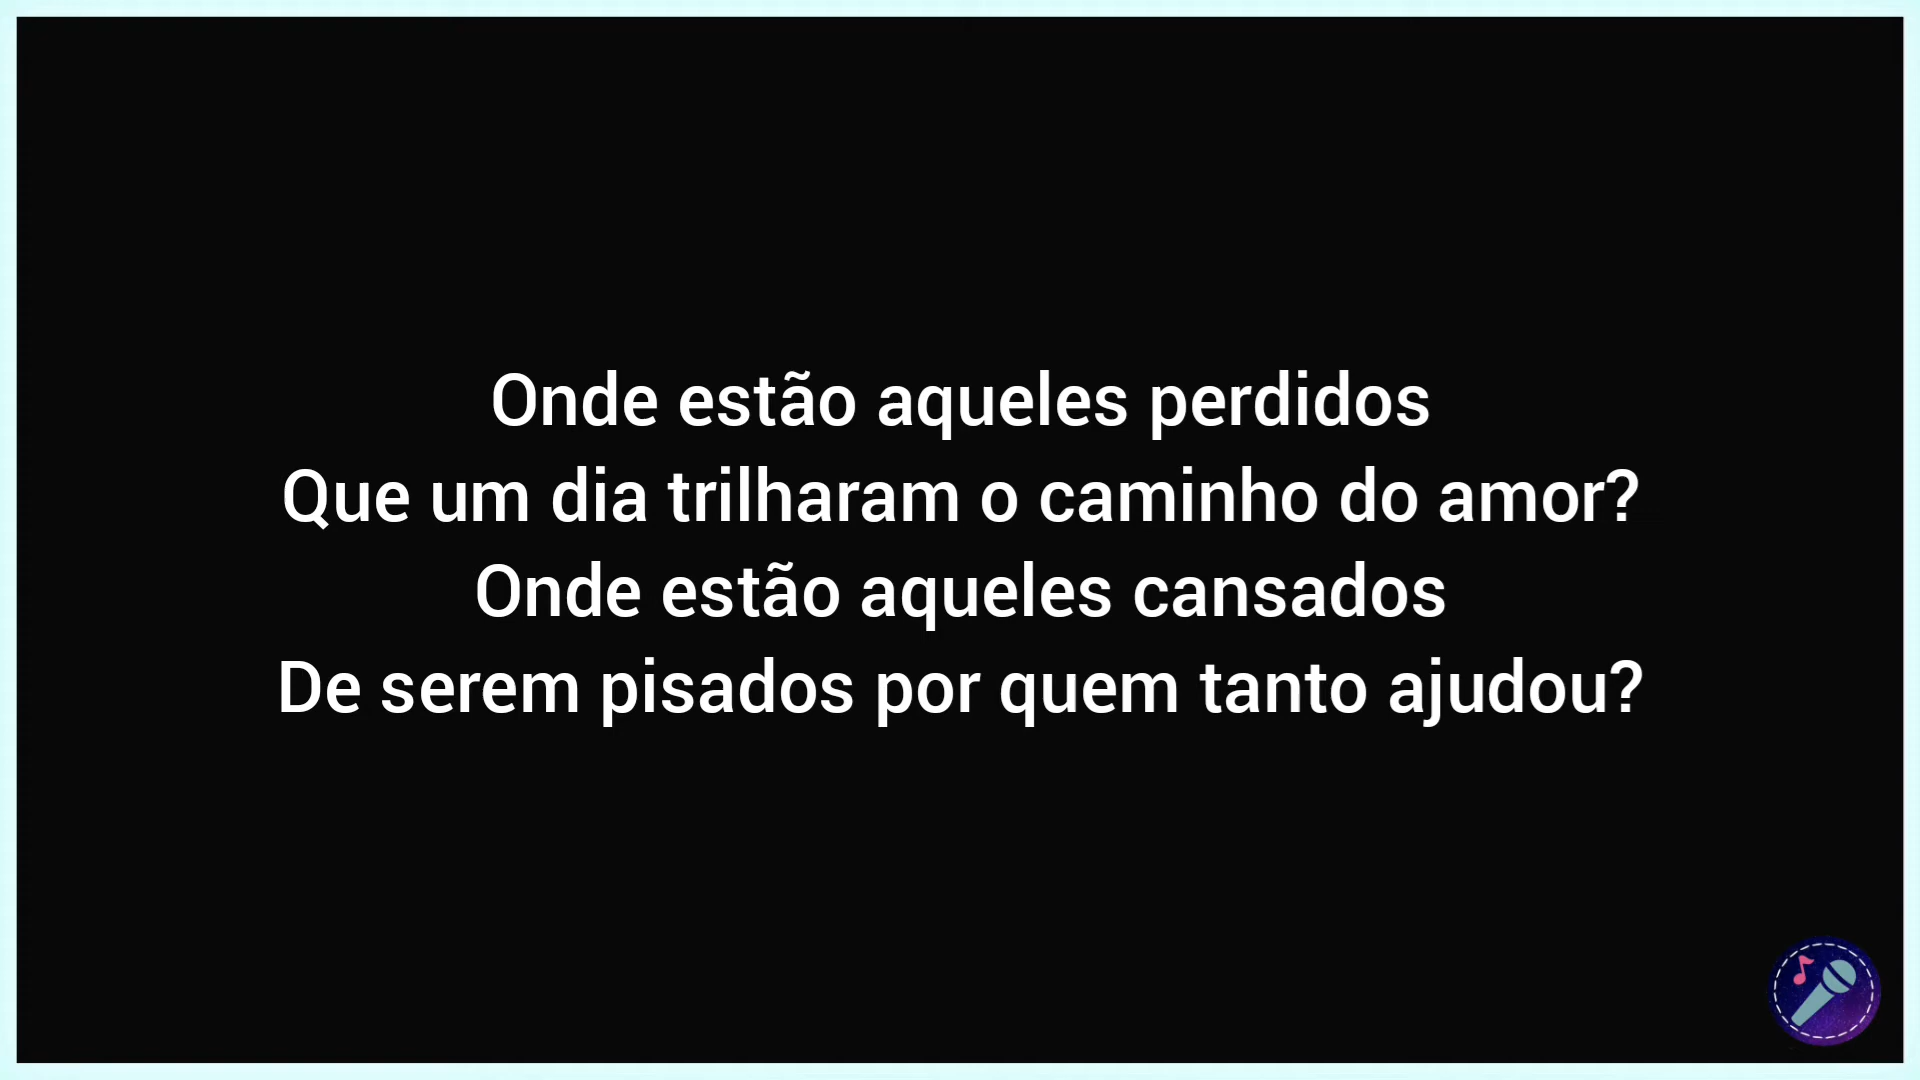 Onde estão aqueles perdidos
Que um dia trilharam o caminho do amor?
Onde estão aqueles cansados
De serem pisados por quem tanto ajudou?